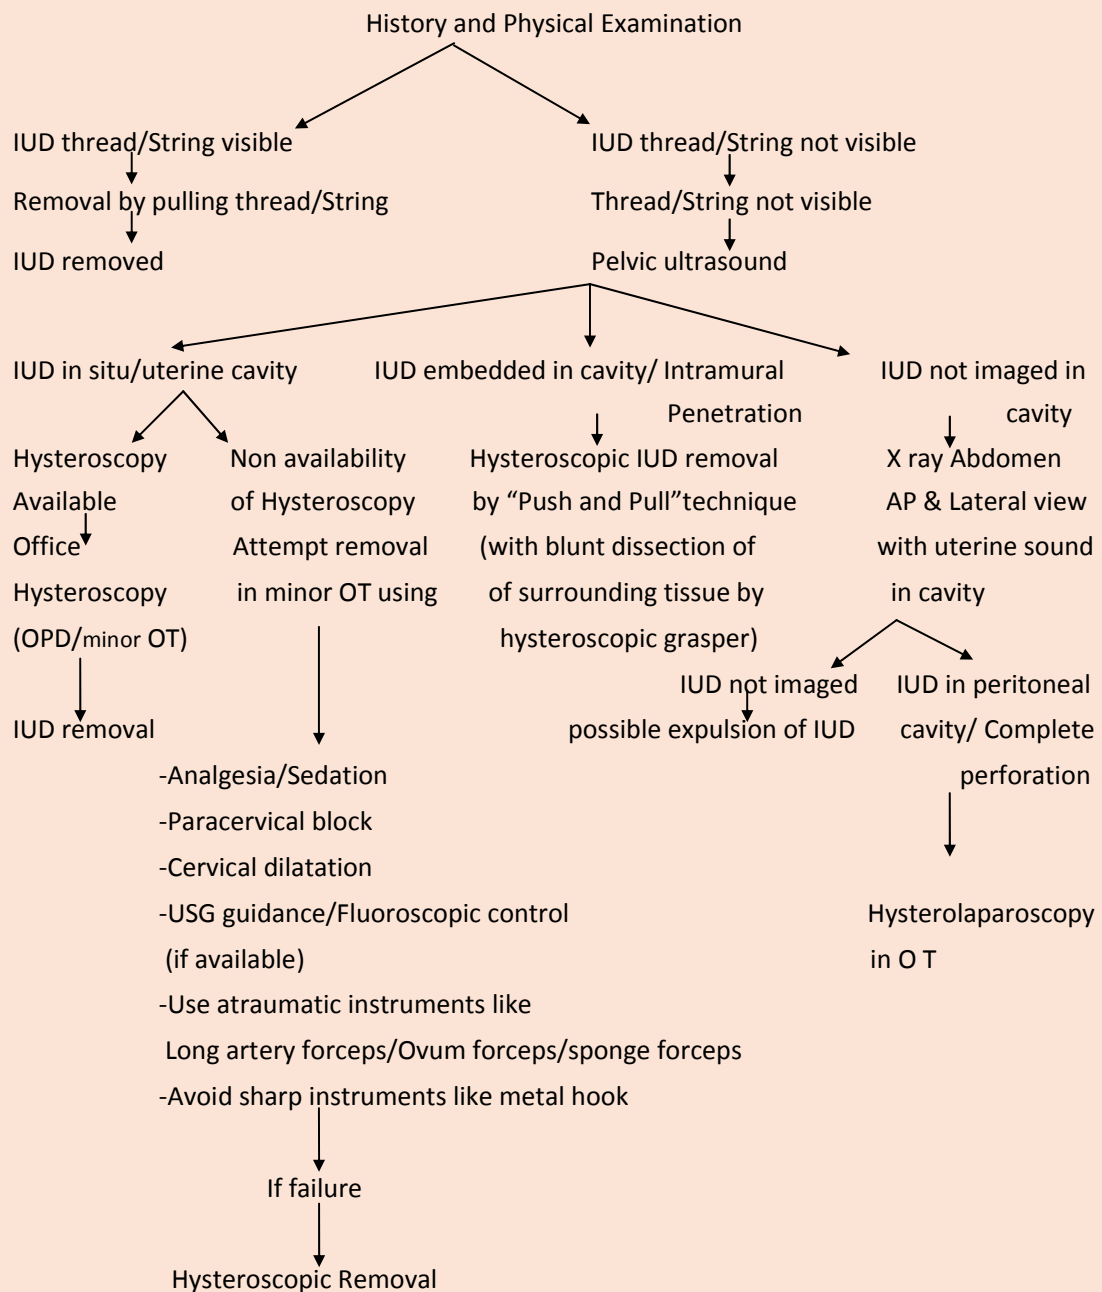 History and Physical Examination
IUD thread/String visible
Removal by pulling thread/String
IUD removed
IUD thread/String not visible
Thread/String not visible
Pelvic ultrasound
IUD in situ/uterine cavity
Hysteroscopy
Available
Office
Hysteroscopy
(OPD/minor OT)
IUD removal
Non availability
of Hysteroscopy
Attempt removal
in minor OT using
-Analgesia/Sedation
-Paracervical block
-Cervical dilatation
-USG guidance/Fluoroscopic control
(if available)
-Use atraumatic instruments like
Long artery forceps/Ovum forceps/sponge forceps
-Avoid sharp instruments like metal hook
If failure
Hysteroscopic Removal
IUD embedded in cavity/ Intramural
Penetration
Hysteroscopic IUD removal
by “Push and Pull”technique
(with blunt dissection of
of surrounding tissue by
hysteroscopic grasper)
IUD not imaged in
cavity
X ray Abdomen
AP & Lateral view
with uterine sound
in cavity
IUD not imaged
possible expulsion of IUD
IUD in peritoneal
cavity/ Complete
perforation
Hysterolaparoscopy
in O T